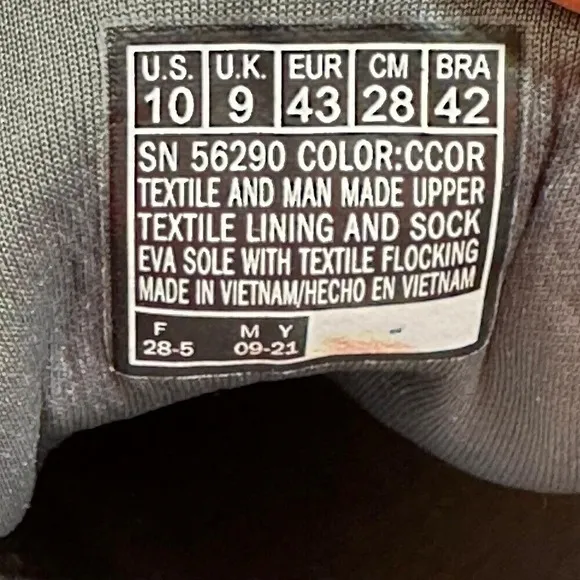 U.S. U.K. EUR CM BRA
10 9 43 28 42
SN 56290 COLOR:CCOR
TEXTILE AND MAN MADE UPPER
TEXTILE LINING AND SOCK
EVA SOLE WITH TEXTILE FLOCKING
MADE IN VIETNAM/HECHO EN VIETNAM
F M Y
28-5 09-21